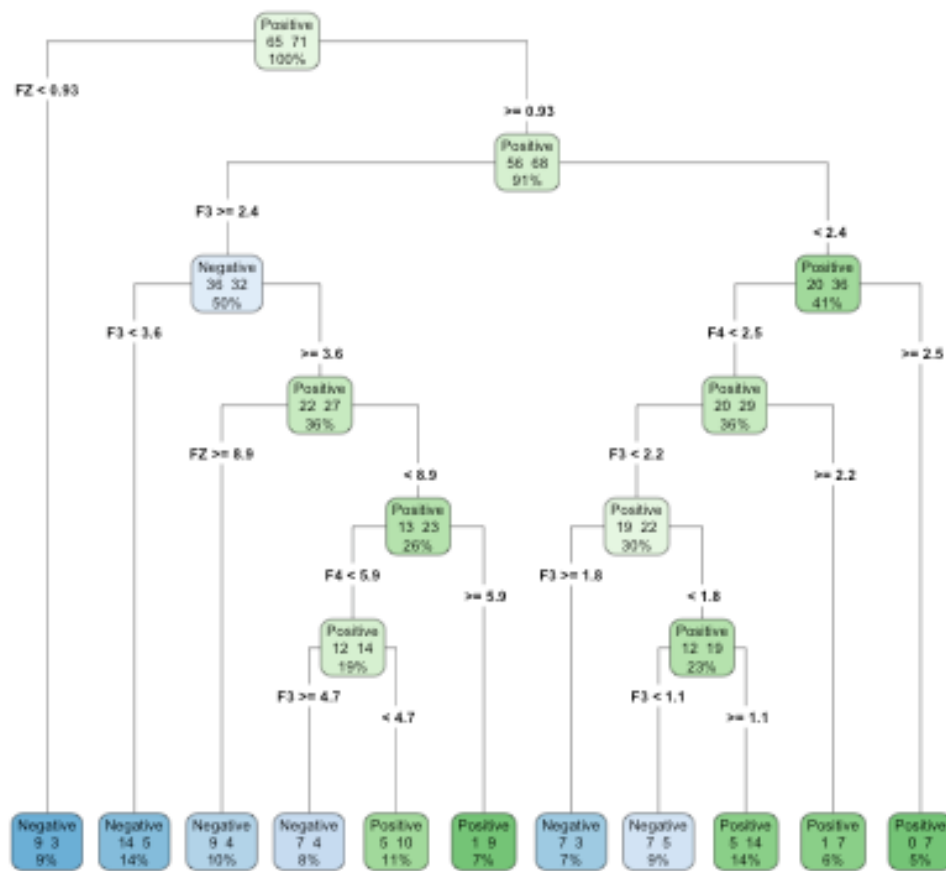 Positive
65 71
100%
FZ < 0.93
>= 0.93
Positive
56 68
91%
F3 >= 2.4
< 2.4
Negative
36 32
50%
Positive
20 36
41%
F3 < 3.6
>= 3.6
F4 < 2.5
>= 2.5
Positive
22 27
36%
Positive
20 29
36%
FZ >= 8.9
< 8.9
F3 < 2.2
>= 2.2
Positive
13 23
26%
Positive
19 22
30%
F4 < 5.9
>= 5.9
F3 >= 1.8
< 1.8
Positive
12 14
19%
Positive
12 19
23%
F3 >= 4.7
< 4.7
F3 < 1.1
>= 1.1
Negative
9 3
9%
Negative
14 5
14%
Negative
9 4
10%
Negative
7 4
8%
Positive
5 10
11%
Positive
1 9
7%
Negative
7 3
7%
Negative
7 5
9%
Positive
5 14
14%
Positive
1 7
6%
Positive
0 7
5%